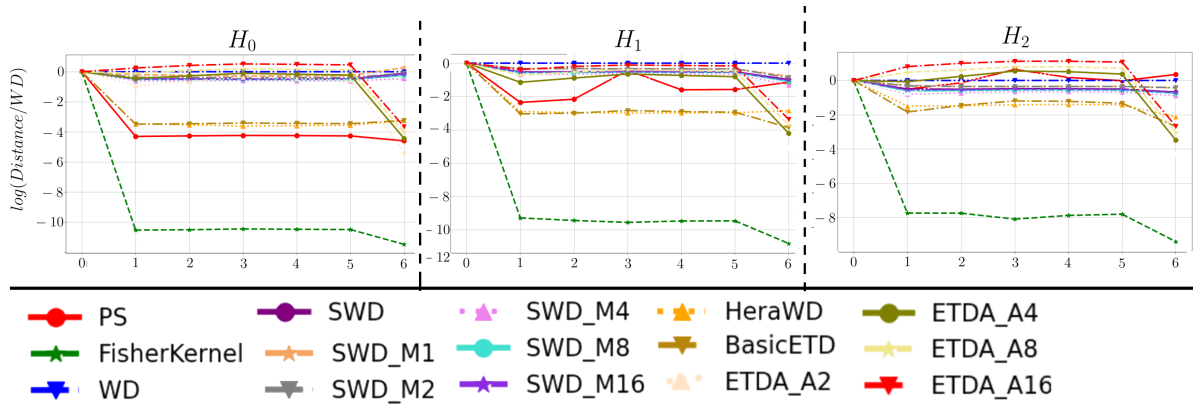 H0
H1
H2
log(Distance/WD)
0
−2
−4
−6
−8
−10
0 1 2 3 4 5 6
0
−2
−4
−6
−8
−10
−12
0 1 2 3 4 5 6
2
0
−2
−4
−6
−8
0 1 2 3 4 5 6
PS SWD SWD_M4 HeraWD ETDA_A4
FisherKernel SWD_M1 SWD_M8 BasicETD ETDA_A8
WD SWD_M2 SWD_M16 ETDA_A2 ETDA_A16